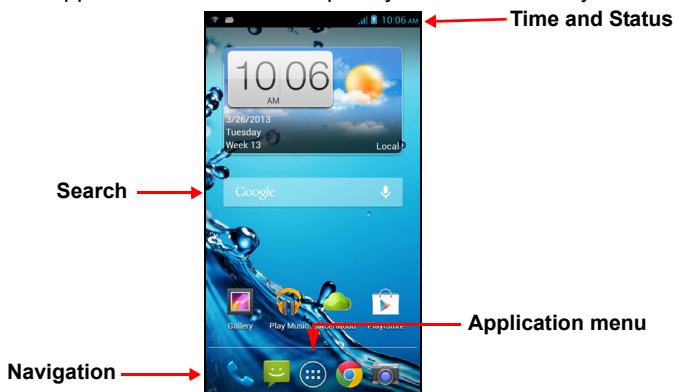 Time and Status
10:06 AM
10 06
AM
3/26/2013
Tuesday
Week 13
Local
Search
Google
Gallery
Play Music
AcerCloud
Play Store
Application menu
Navigation